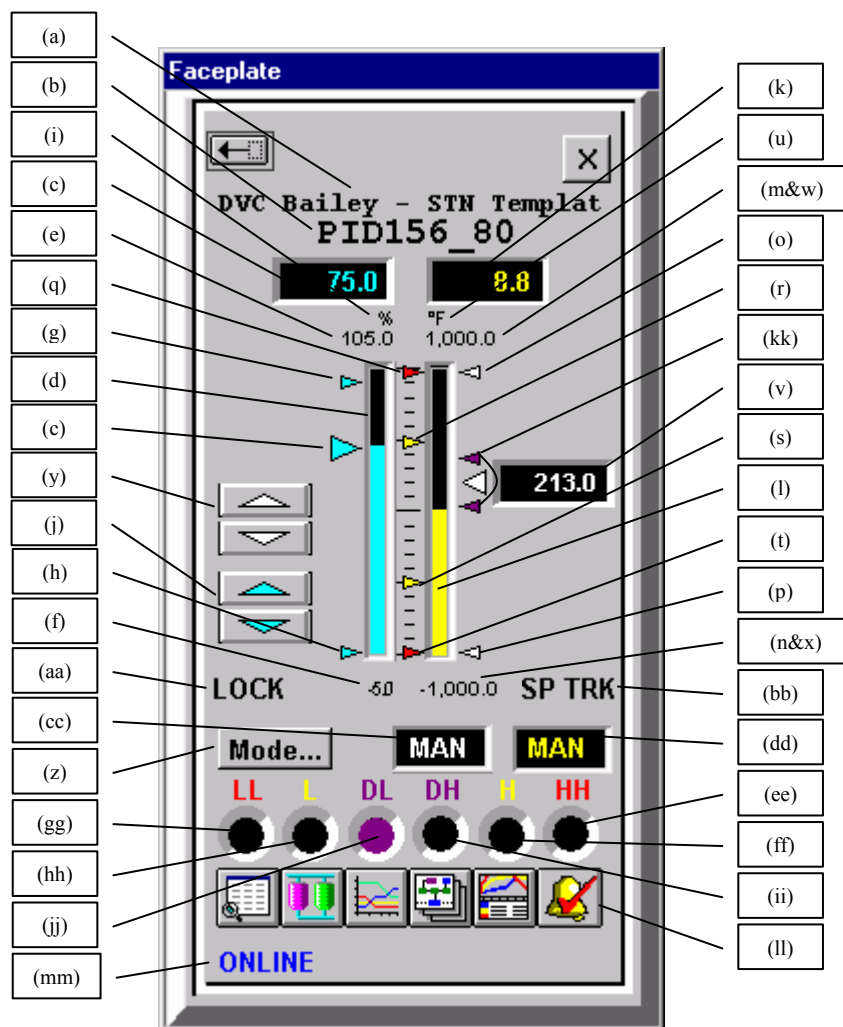 (a)
(b)
(i)
(c)
(e)
(q)
(g)
(d)
(c)
(y)
(j)
(h)
(f)
(aa)
(cc)
(z)
(gg)
(hh)
(jj)
(mm)
Faceplate
X
DVC Bailey - STN Templat
PID156_80
75.0 8.8
% °F
105.0 1,000.0
213.0
LOCK -5.0 -1,000.0 SP TRK
Mode... MAN MAN
LL L DL DH H HH
ONLINE
(k)
(u)
(m&w)
(o)
(r)
(kk)
(v)
(s)
(l)
(t)
(p)
(n&x)
(bb)
(dd)
(ee)
(ff)
(ii)
(ll)